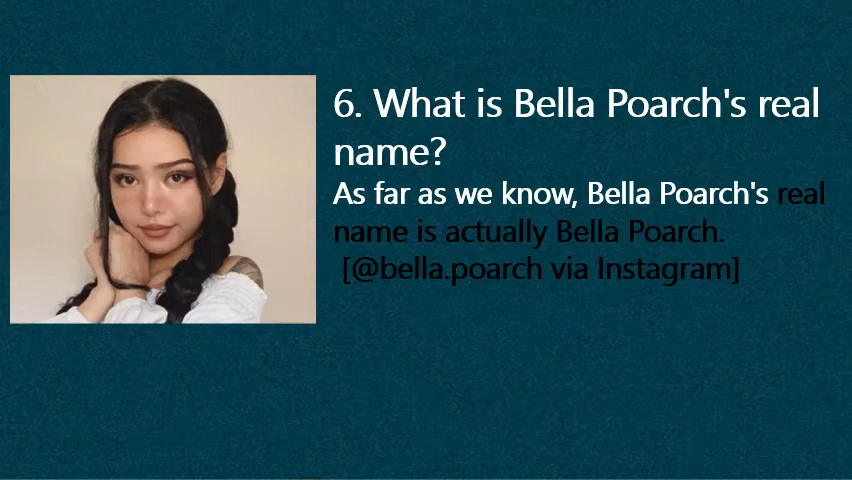 6. What is Bella Poarch's real
name?
As far as we know, Bella Poarch's real
name is actually Bella Poarch.
[@bella.poarch via Instagram]